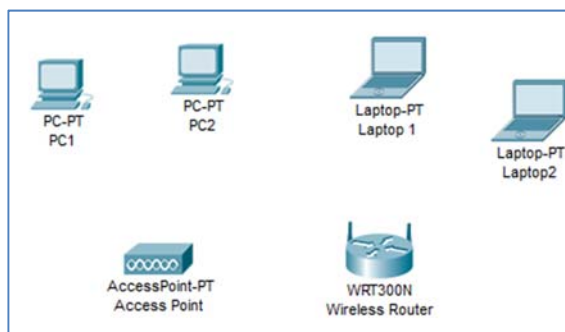 PC-PT
PC1
PC-PT
PC2
Laptop-PT
Laptop 1
Laptop-PT
Laptop2
AccessPoint-PT
Access Point
WRT300N
Wireless Router